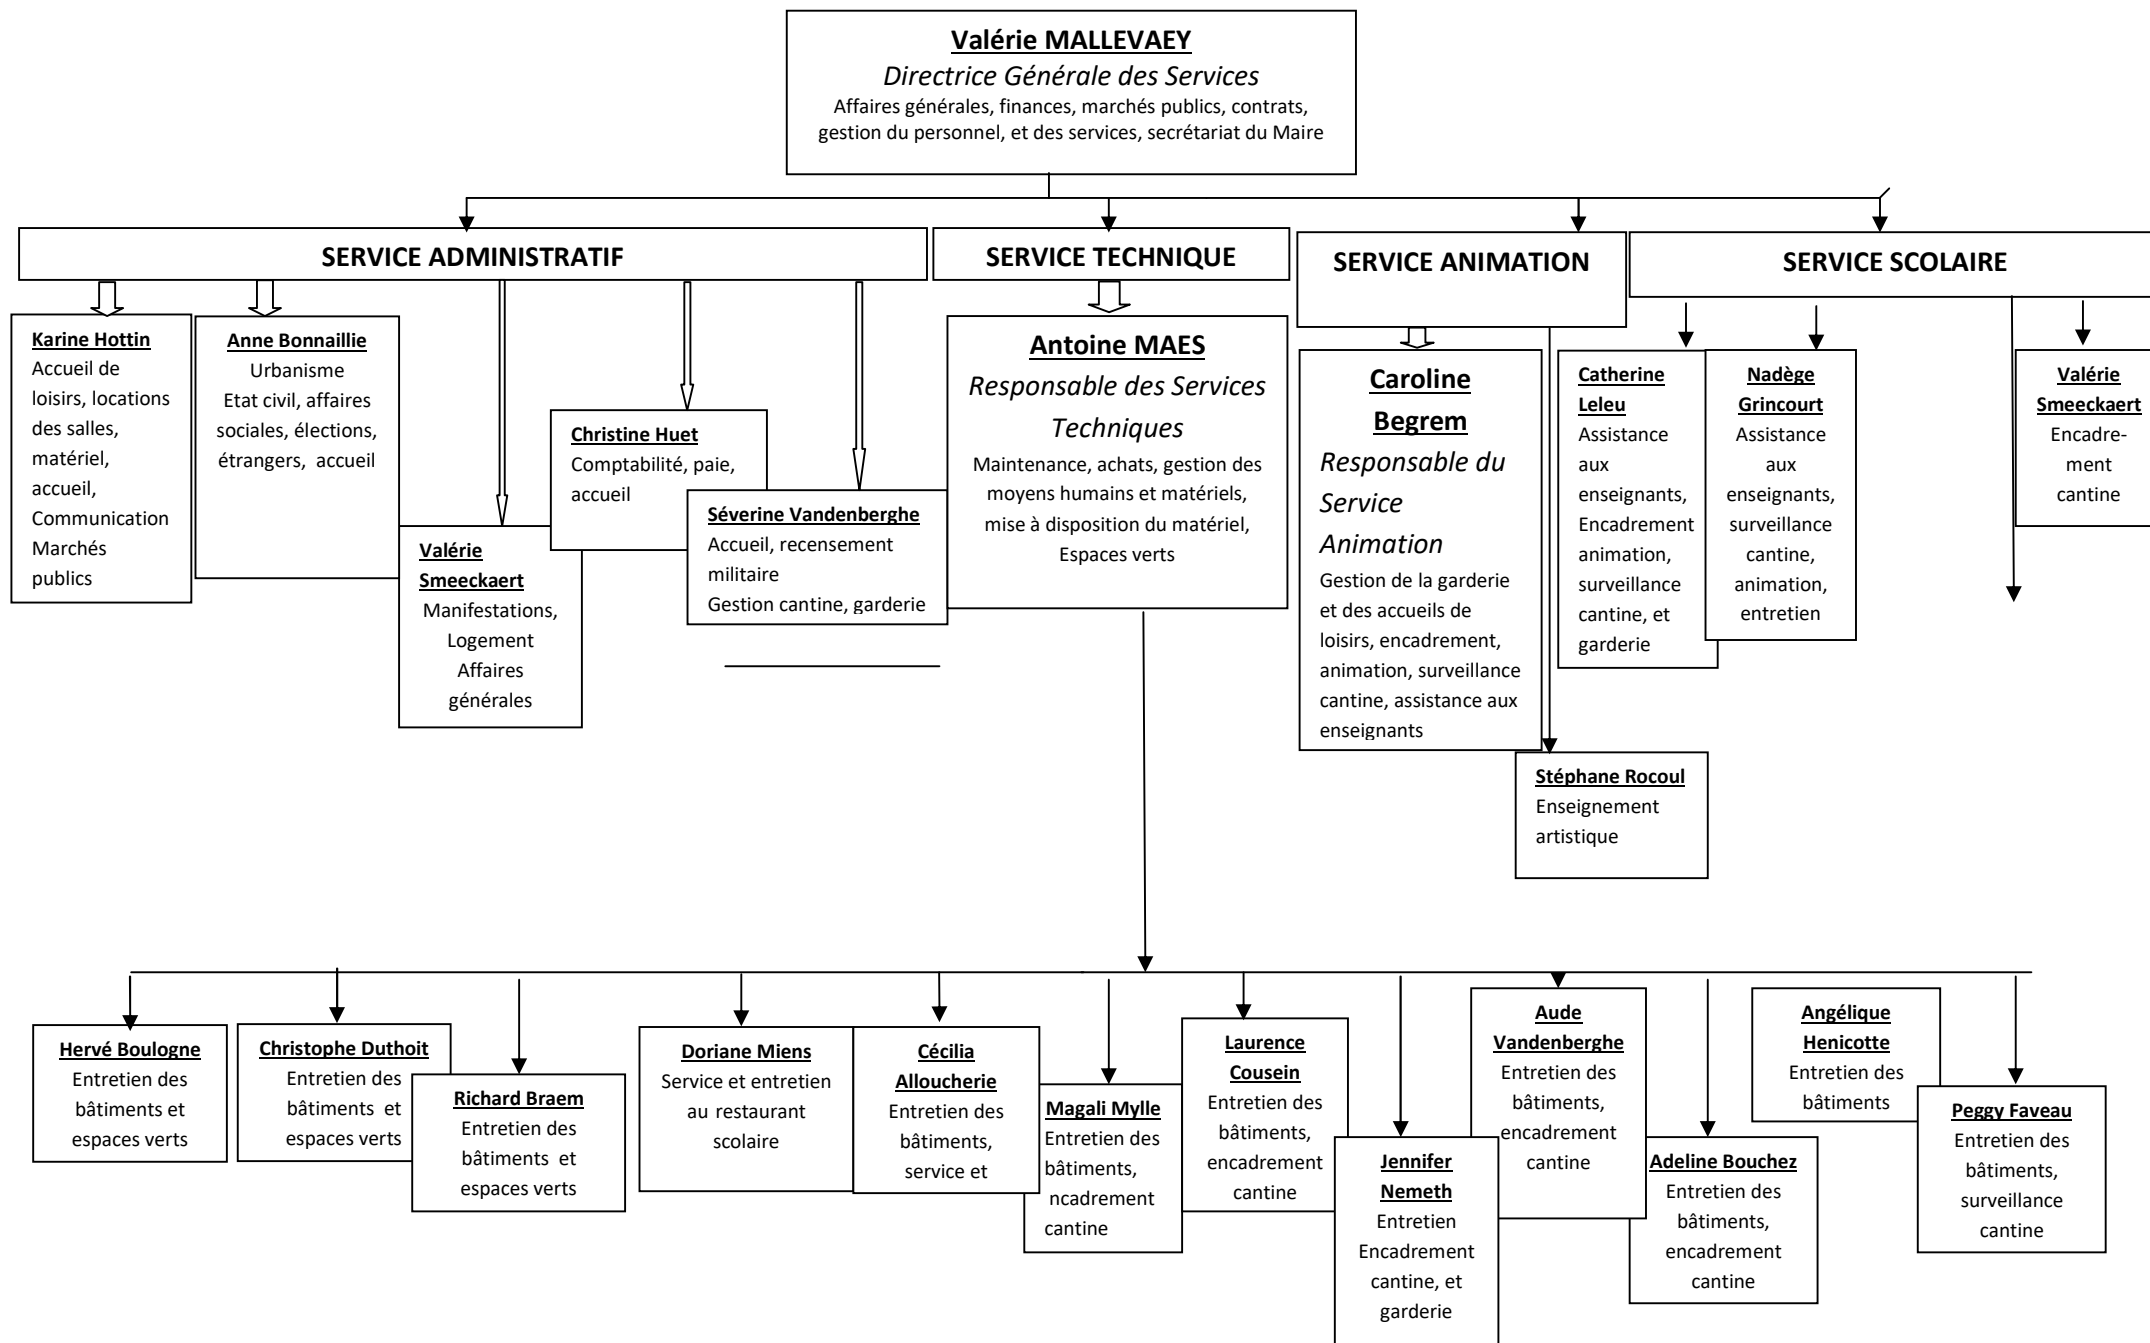 Valérie MALLEVAEY
Directrice Générale des Services
Affaires générales, finances, marchés publics, contrats,
gestion du personnel, et des services, secrétariat du Maire
SERVICE ADMINISTRATIF
SERVICE TECHNIQUE
SERVICE ANIMATION
SERVICE SCOLAIRE
Karine Hottin
Accueil de
loisirs, locations
des salles,
matériel,
accueil,
Communication
Marchés
publics
Anne Bonnaillie
Urbanisme
Etat civil, affaires
sociales, élections,
étrangers, accueil
Valérie
Smeeckaert
Manifestations,
Logement
Affaires
générales
Christine Huet
Comptabilité, paie,
accueil
Séverine Vandenberghe
Accueil, recensement
militaire
Gestion cantine, garderie
Antoine MAES
Responsable des Services
Techniques
Maintenance, achats, gestion des
moyens humains et matériels,
mise à disposition du matériel,
Espaces verts
Caroline
Begrem
Responsable du
Service
Animation
Gestion de la garderie
et des accueils de
loisirs, encadrement,
animation, surveillance
cantine, assistance aux
enseignants
Stéphane Rocoul
Enseignement
artistique
Catherine
Leleu
Assistance
aux
enseignants,
Encadrement
animation,
surveillance
cantine, et
garderie
Nadège
Grincourt
Assistance
aux
enseignants,
surveillance
cantine,
animation,
entretien
Valérie
Smeeckaert
Encadre-
ment
cantine
Hervé Boulogne
Entretien des
bâtiments et
espaces verts
Christophe Duthoit
Entretien des
bâtiments et
espaces verts
Richard Braem
Entretien des
bâtiments et
espaces verts
Doriane Miens
Service et entretien
au restaurant
scolaire
Cécilia
Alloucherie
Entretien des
bâtiments,
service et
Magali Mylle
Entretien des
bâtiments,
ncadrement
cantine
Laurence
Cousein
Entretien des
bâtiments,
encadrement
cantine
Jennifer
Nemeth
Entretien
Encadrement
cantine, et
garderie
Aude
Vandenberghe
Entretien des
bâtiments,
encadrement
cantine
Adeline Bouchez
Entretien des
bâtiments,
encadrement
cantine
Angélique
Henicotte
Entretien des
bâtiments
Peggy Faveau
Entretien des
bâtiments,
surveillance
cantine